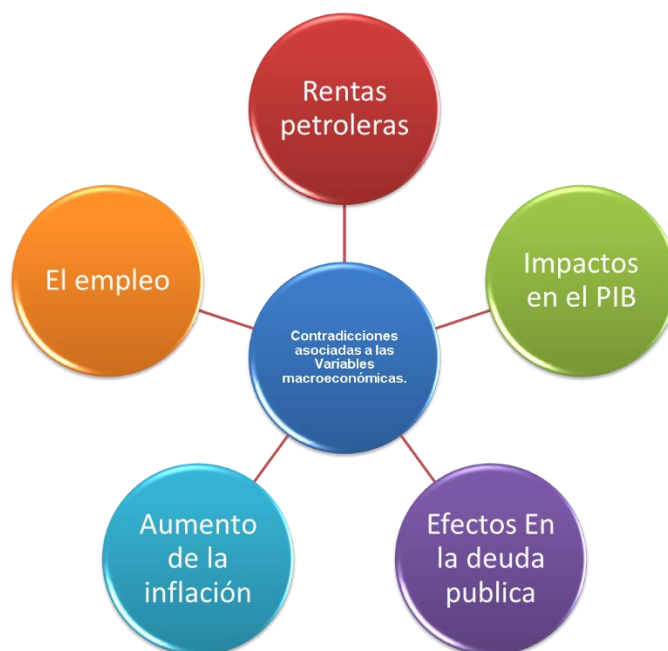 Rentas
petroleras
El empleo
Impactos
en el PIB
Contradicciones
asociadas a las
Variables
macroeconómicas.
Aumento
de la
inflación
Efectos En
la deuda
publica